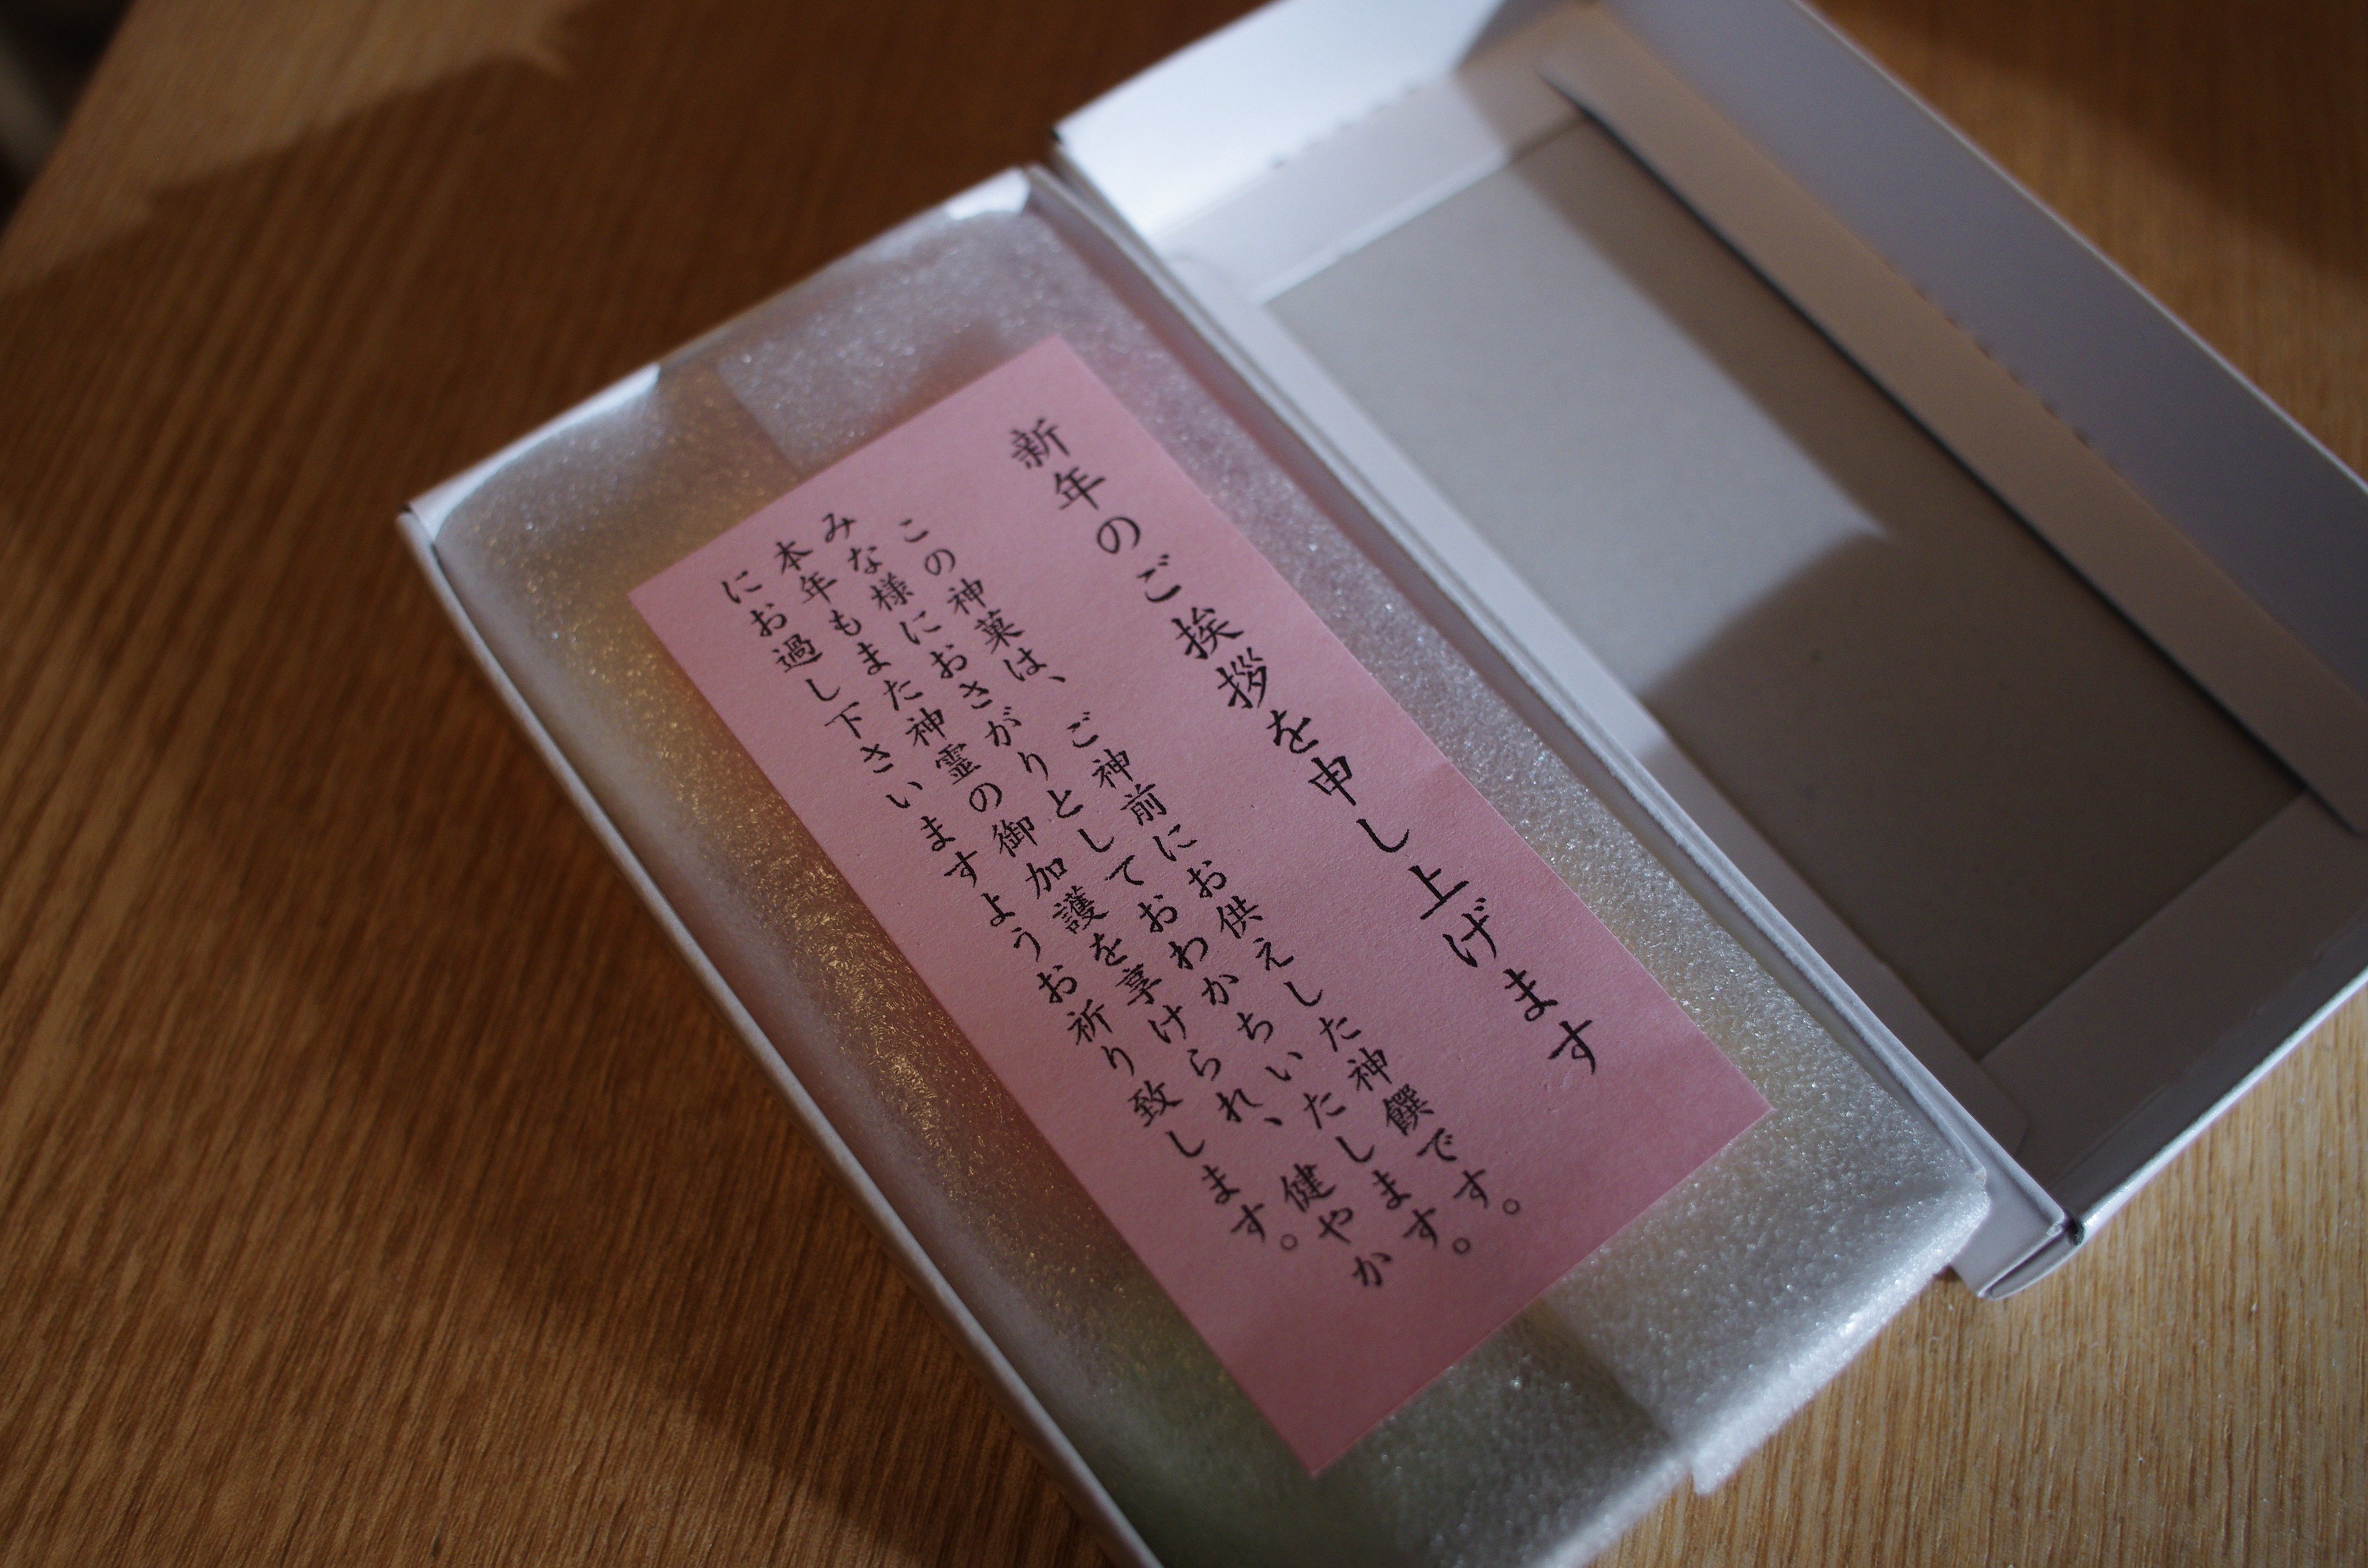 新年のご挨拶を申し上げます
この神菓は、ご神前にお供えした神饌です。
みな様におさがりとしておわかちいたします。
本年もまた神霊の御加護を享けられ、健やか
にお過し下さいますようお祈り致します。